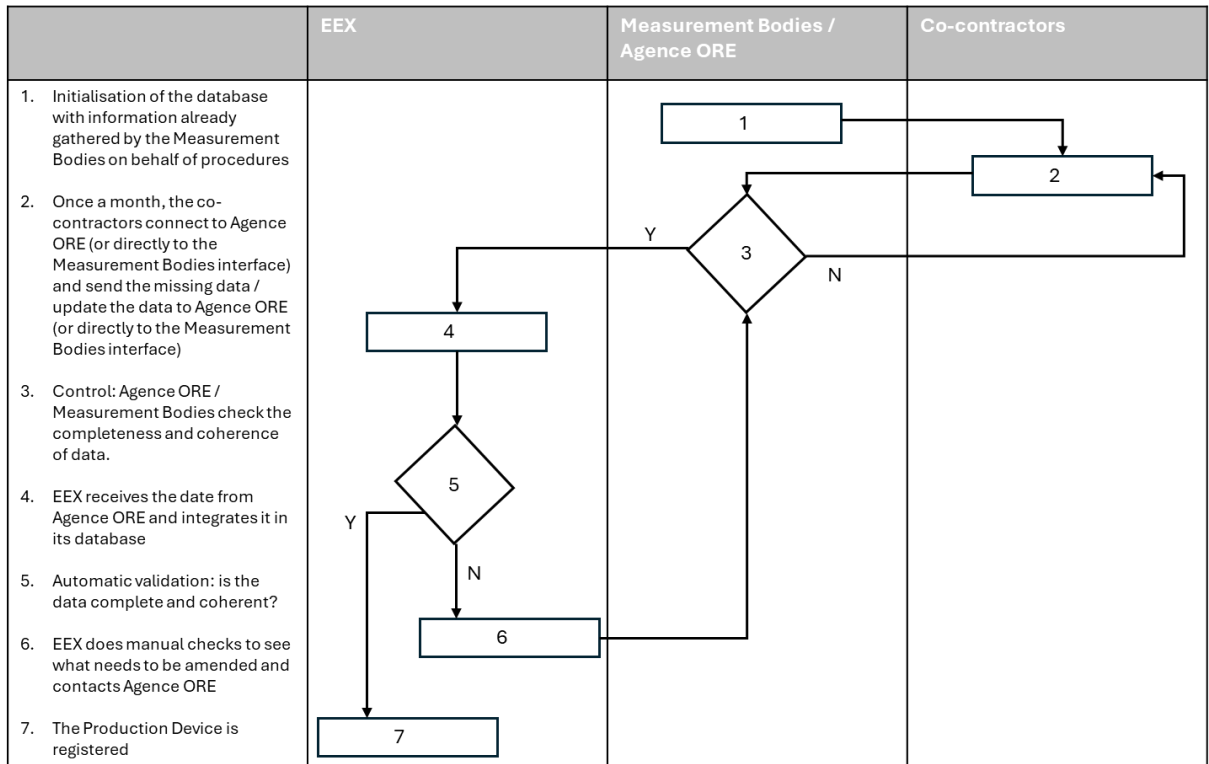 EEX
Measurement Bodies /
Agence ORE
Co-contractors
1. Initialisation of the database
with information already
gathered by the Measurement
Bodies on behalf of procedures
2. Once a month, the co-
contractors connect to Agence
ORE (or directly to the
Measurement Bodies interface)
and send the missing data /
update the data to Agence ORE
(or directly to the Measurement
Bodies interface)
3. Control: Agence ORE /
Measurement Bodies check the
completeness and coherence
of data.
4. EEX receives the date from
Agence ORE and integrates it in
its database
5. Automatic validation: is the
data complete and coherent?
6. EEX does manual checks to see
what needs to be amended and
contacts Agence ORE
7. The Production Device is
registered
1
2
3
Y
N
4
5
Y
N
6
7